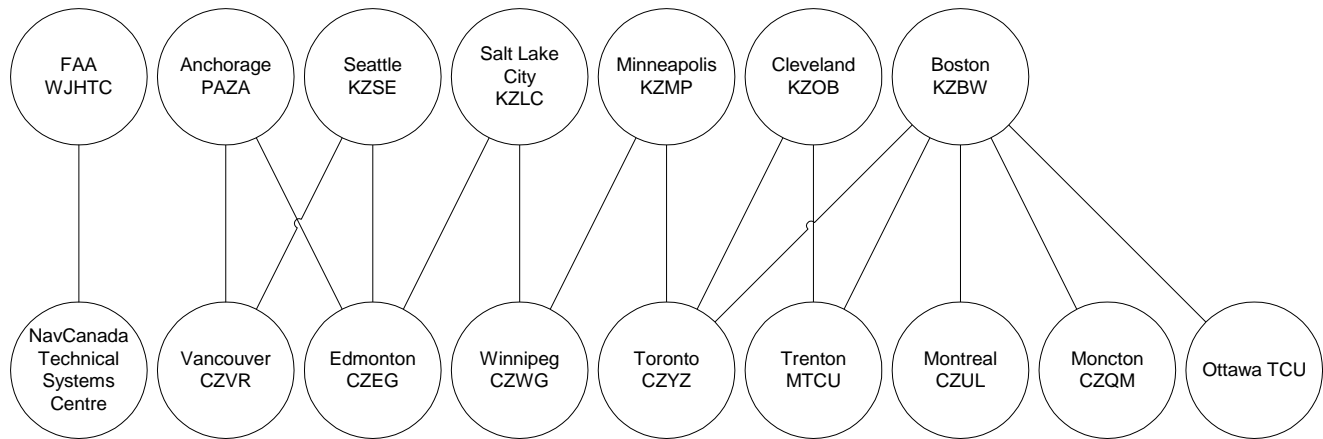 FAA
WJHTC
Anchorage
PAZA
Seattle
KZSE
Salt Lake
City
KZLC
Minneapolis
KZMP
Cleveland
KZOB
Boston
KZBW
NavCanada
Technical
Systems
Centre
Vancouver
CZVR
Edmonton
CZEG
Winnipeg
CZWG
Toronto
CZYZ
Trenton
MTCU
Montreal
CZUL
Moncton
CZQM
Ottawa TCU